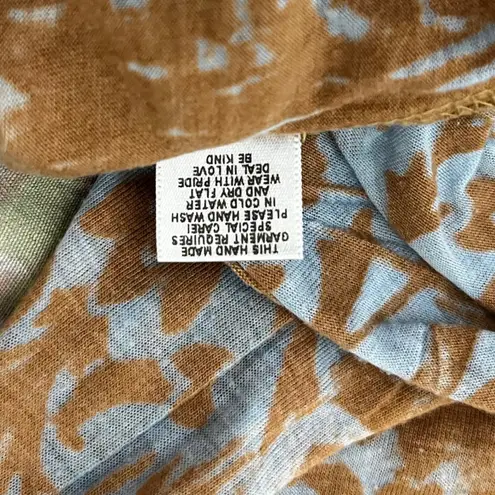 THIS HAND MADE
GARMENT REQUIRES
SPECIAL CARE!
PLEASE HAND WASH
IN COLD WATER
AND DRY FLAT
WEAR WITH PRIDE
DEAL IN LOVE
BE KIND